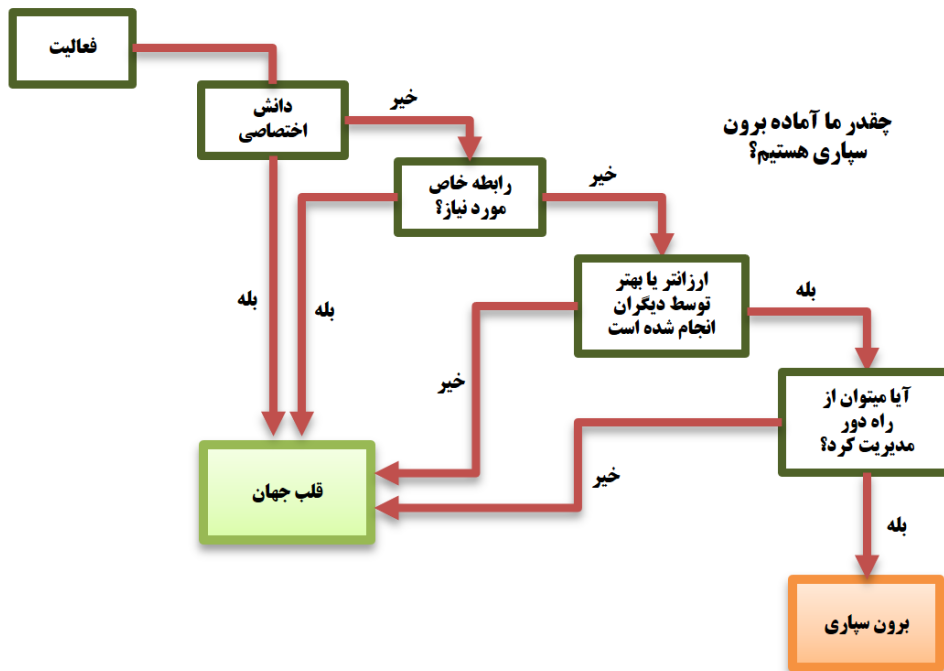 فعالیت
دانش
اختصاصی
خیر
چقدر ما آماده برون
سپاری هستیم؟
رابطه خاص
مورد نیاز؟
خیر
ارزانتر یا بهتر
توسط دیگران
انجام شده است
بله
بله
بله
خیر
آیا میتوان از
راه دور
مدیریت کرد؟
قلب جهان
خیر
بله
برون سپاری